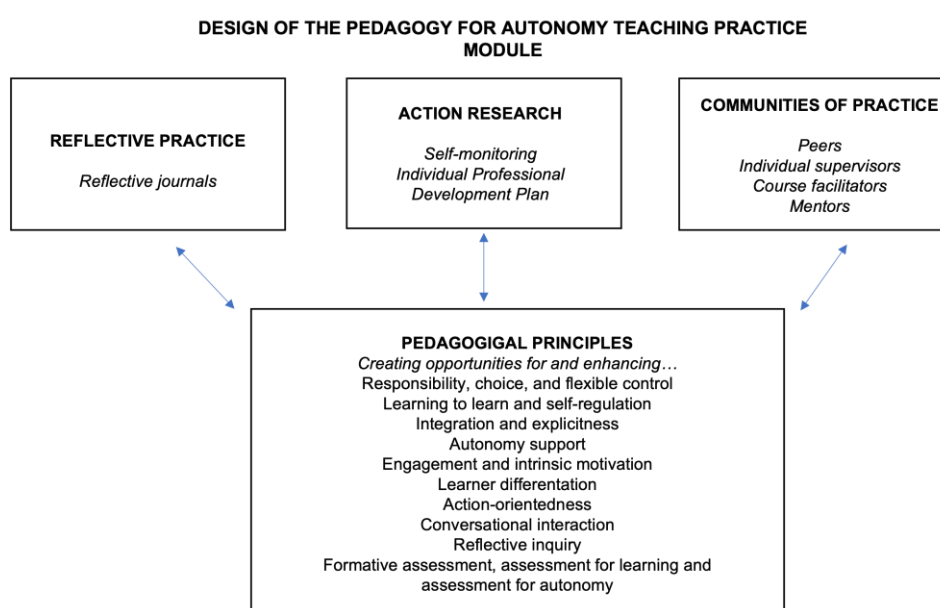 DESIGN OF THE PEDAGOGY FOR AUTONOMY TEACHING PRACTICE
MODULE
REFLECTIVE PRACTICE
Reflective journals
ACTION RESEARCH
Self-monitoring
Individual Professional
Development Plan
COMMUNITIES OF PRACTICE
Peers
Individual supervisors
Course facilitators
Mentors
PEDAGOGIGAL PRINCIPLES
Creating opportunities for and enhancing…
Responsibility, choice, and flexible control
Learning to learn and self-regulation
Integration and explicitness
Autonomy support
Engagement and intrinsic motivation
Learner differentation
Action-orientedness
Conversational interaction
Reflective inquiry
Formative assessment, assessment for learning and
assessment for autonomy